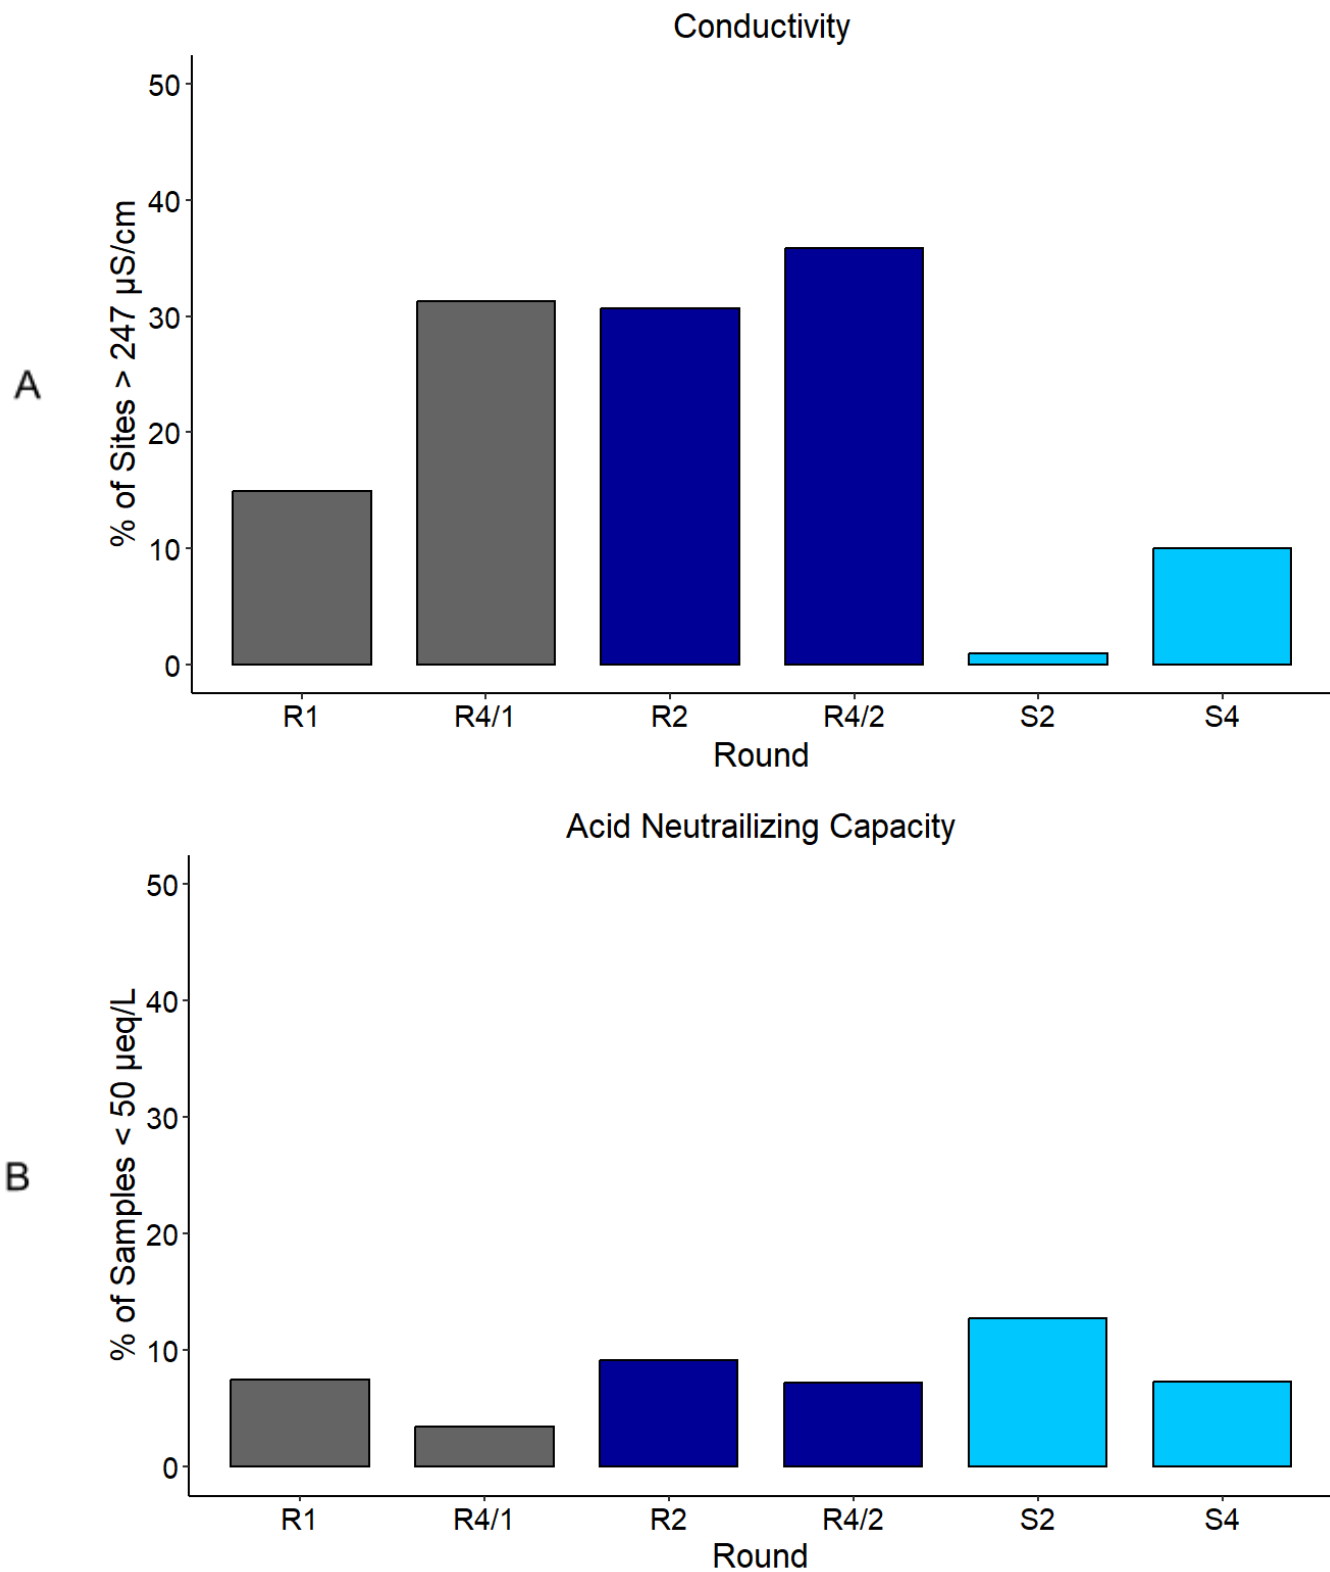 Conductivity
50
40
30
20
10
0
% of Sites > 247 µS/cm
A
R1 R4/1 R2 R4/2 S2 S4
Round
Acid Neutrailizing Capacity
50
40
30
20
10
0
% of Samples < 50 µeq/L
B
R1 R4/1 R2 R4/2 S2 S4
Round